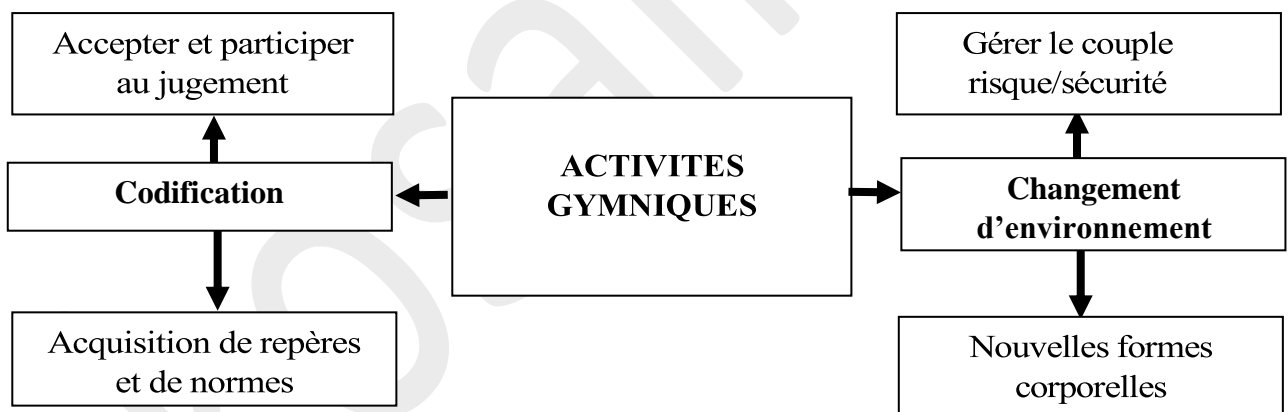 Accepter et participer
au jugement
Gérer le couple
risque/sécurité
ACTIVITES
GYMNIQUES
Codification
Changement
d’environnement
Acquisition de repères
et de normes
Nouvelles formes
corporelles